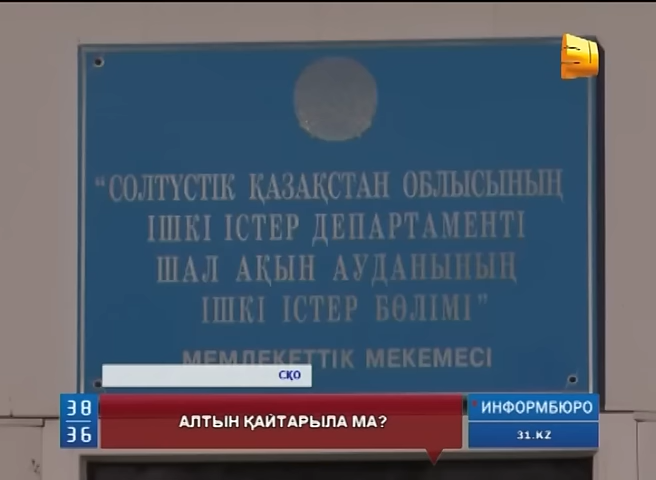 “СОЛТҮСТІК ҚАЗАҚСТАН ОБЛЫСЫНЫҢ
ІШКІ ІСТЕР ДЕПАРТАМЕНТІ
ШАЛ АҚЫН АУДАНЫНЫҢ
ІШКІ ІСТЕР БӨЛІМІ”
МЕМЛЕКЕТТІК МЕКЕМЕСІ
СҚО
38
36
АЛТЫН ҚАЙТАРЫЛА МА?
ИНФОРМБЮРО
31.KZ